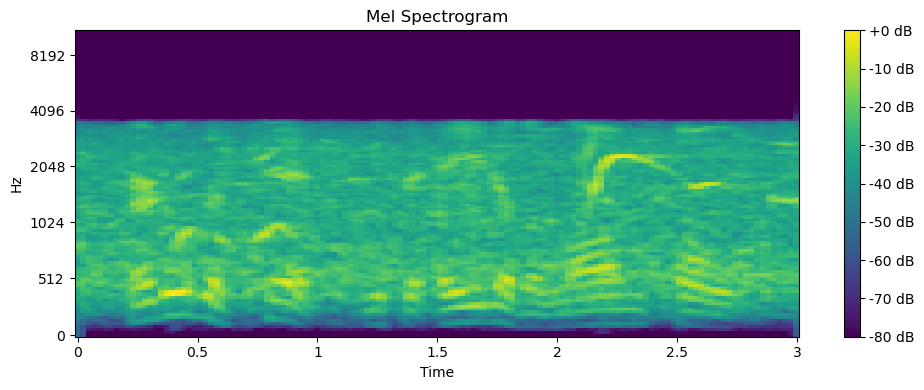 Mel Spectrogram
8192
4096
2048
1024
512
0
Hz
0
0.5
1
1.5
2
2.5
3
Time
+0 dB
-10 dB
-20 dB
-30 dB
-40 dB
-50 dB
-60 dB
-70 dB
-80 dB